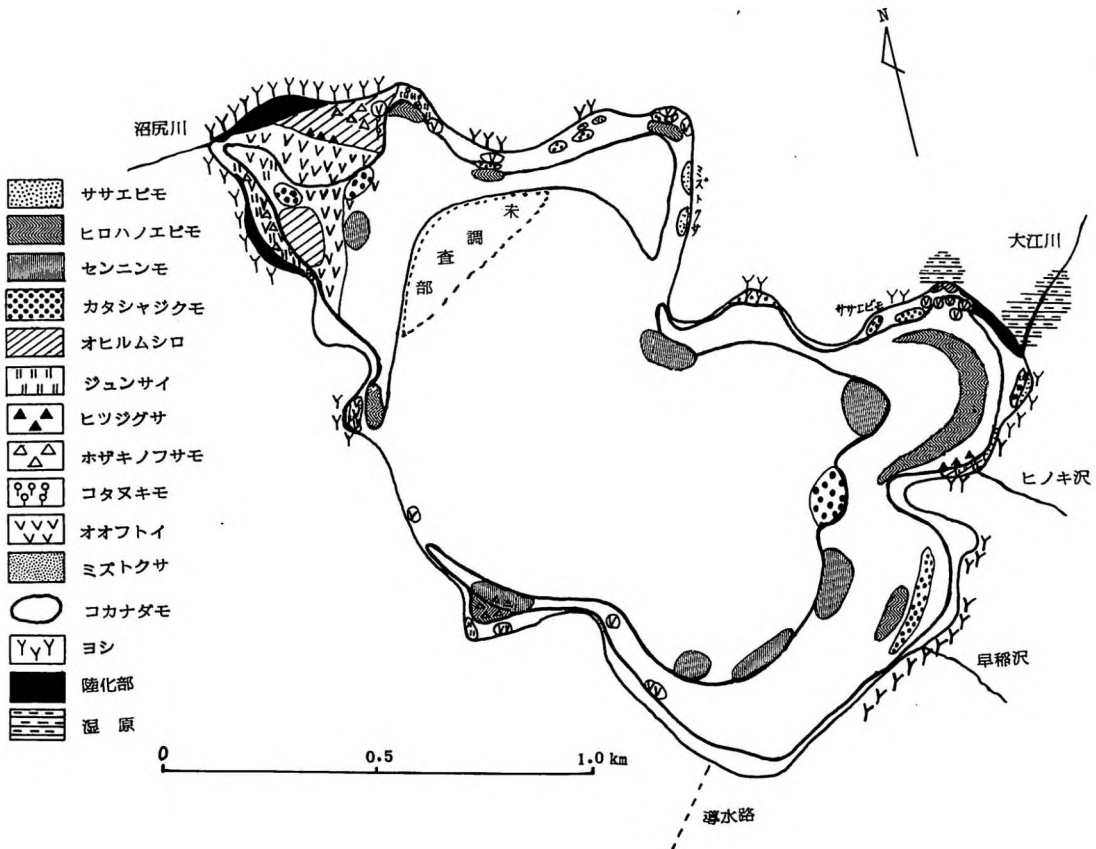 N
沼尻川
大江川
ヒノキ沢
早稲沢
導水路
未
調
査
部
ミズトクサ
ササエビモ
ササエビモ
ヒロハノエビモ
センニンモ
カタシャジクモ
オヒルムシロ
ジュンサイ
ヒツジグサ
ホザキノフサモ
コタヌキモ
オオフトイ
ミズトクサ
コカナダモ
ヨシ
陸化部
湿 原
0 0.5 1.0 km